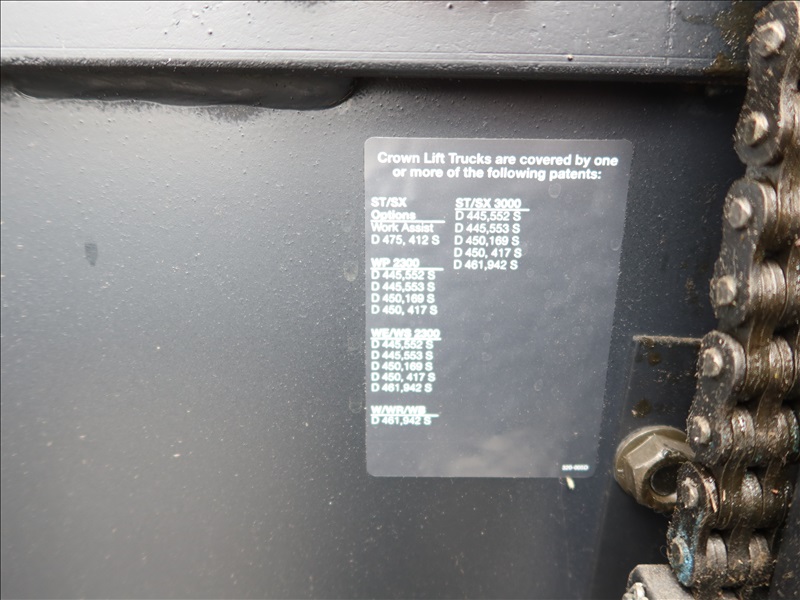 Crown Lift Trucks are covered by one
or more of the following patents:
ST/SX
Options
Work Assist
D 475, 412 S
WP 2300
D 445,552 S
D 445,553 S
D 450,169 S
D 450, 417 S
WE/WS 2300
D 445,552 S
D 445,553 S
D 450,169 S
D 450, 417 S
D 461,942 S
W/WR/WB
D 461,942 S
ST/SX 3000
D 445,552 S
D 445,553 S
D 450,169 S
D 450, 417 S
D 461,942 S